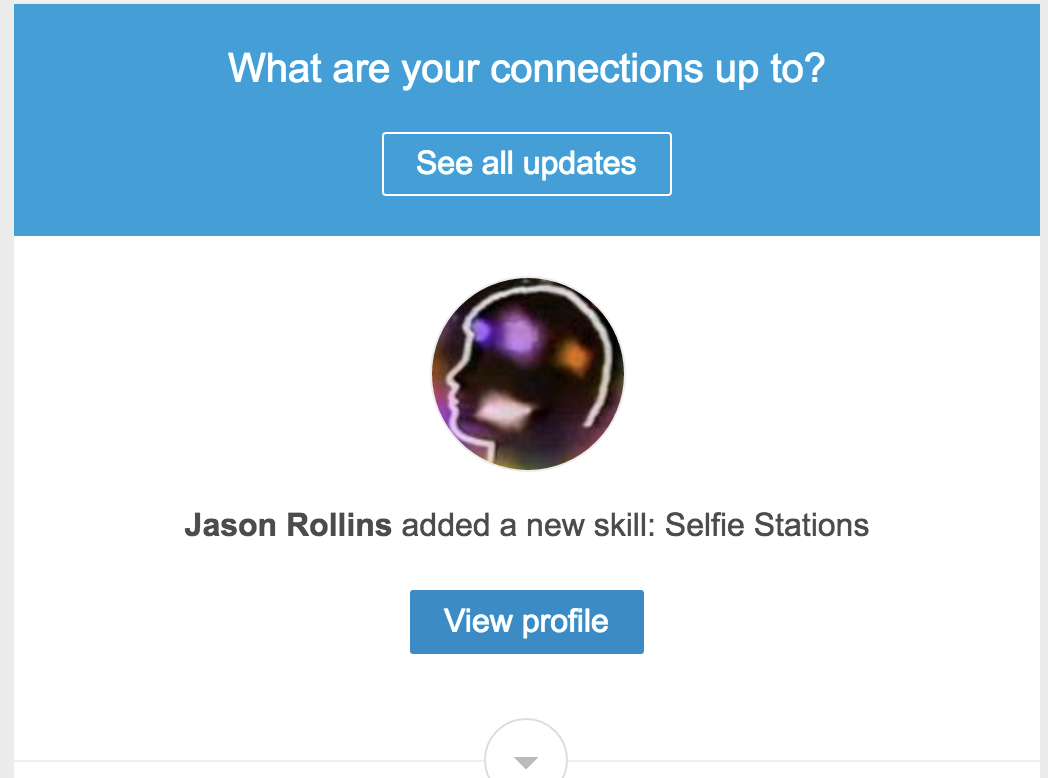 What are your connections up to?
See all updates
Jason Rollins added a new skill: Selfie Stations
View profile